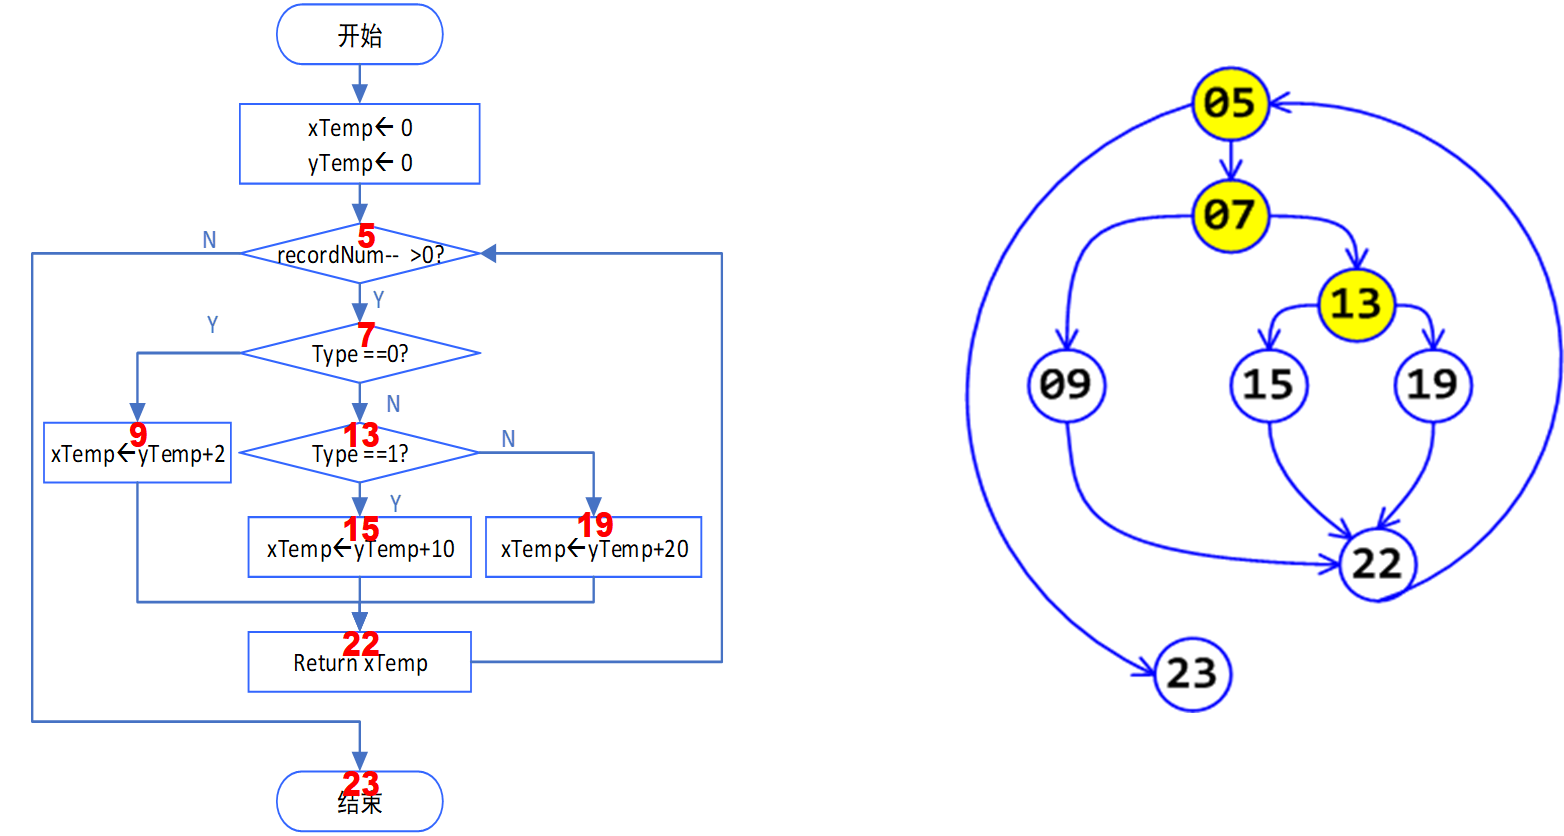 开始
xTemp← 0
yTemp← 0
5
N
recordNum-- >0?
Y
7
Y
Type ==0?
N
9
xTemp←yTemp+2
13
Type ==1?
N
Y
15
xTemp←yTemp+10
19
xTemp←yTemp+20
22
Return xTemp
23
结束
05
07
13
09
15
19
22
23